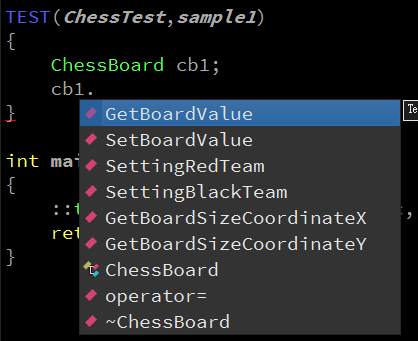 TEST(ChessTest,sample1)
{
ChessBoard cb1;
cb1.
}
GetBoardValue
Te
SetBoardValue
SettingRedTeam
int mai
SettingBlackTeam
{
::t
GetBoardSizeCoordinateX
,
ret
GetBoardSizeCoordinateY
}
ChessBoard
operator=
~ChessBoard